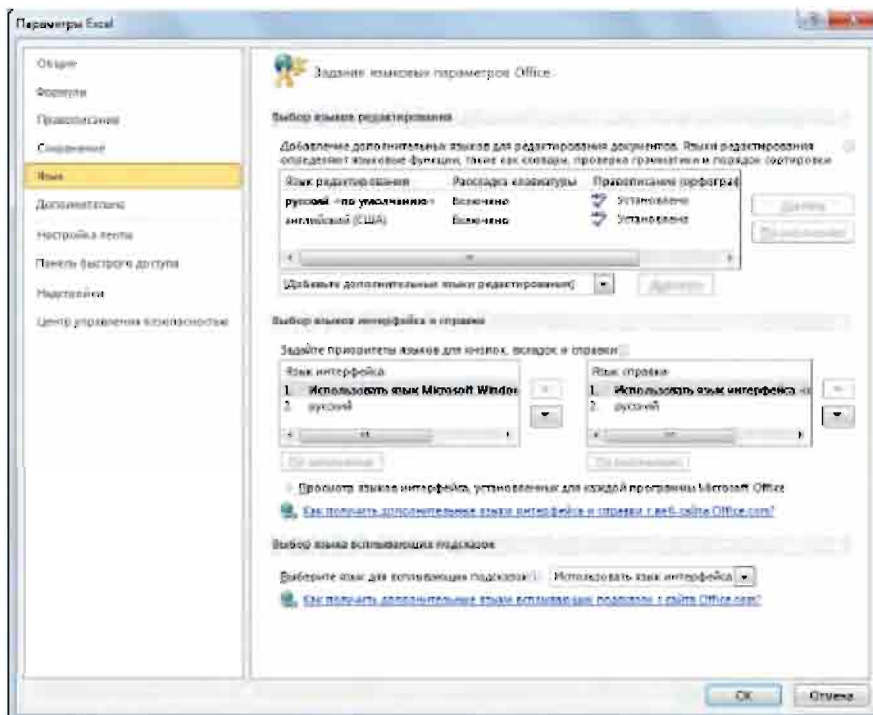 Параметры Excel
Общие
Формулы
Правописание
Сохранение
Язык
Дополнительно
Настройка ленты
Панель быстрого доступа
Надстройки
Центр управления безопасностью
Задание языковых параметров Office
Выбор языков редактирования
Добавление дополнительных языков для редактирования документов. Языки редактирования
определяют языковые функции, такие как словари, проверка грамматики и порядок сортировки
Язык редактирования Раскладка клавиатуры Правописание (орфограф
русский <по умолчанию> Включено Установлено
английский (США) Включено Установлено
Удалить
По умолчанию
[Добавьте дополнительные языки редактирования] Добавить
Выбор языков интерфейса и справки
Задайте приоритеты языков для кнопок, вкладок и справки
Язык интерфейса
1. Использовать язык Microsoft Window
2. русский
По умолчанию
Язык справки
1. Использовать язык интерфейса <с
2. русский
По умолчанию
Просмотр языков интерфейса, установленных для каждой программы Microsoft Office
Как получить дополнительные языки интерфейса и справки с веб-сайта Office.com?
Выбор языка всплывающих подсказок
Выберите язык для всплывающих подсказок Использовать язык интерфейса
Как получить дополнительные языки всплывающих подсказок с сайта Office.com?
ОК Отмена